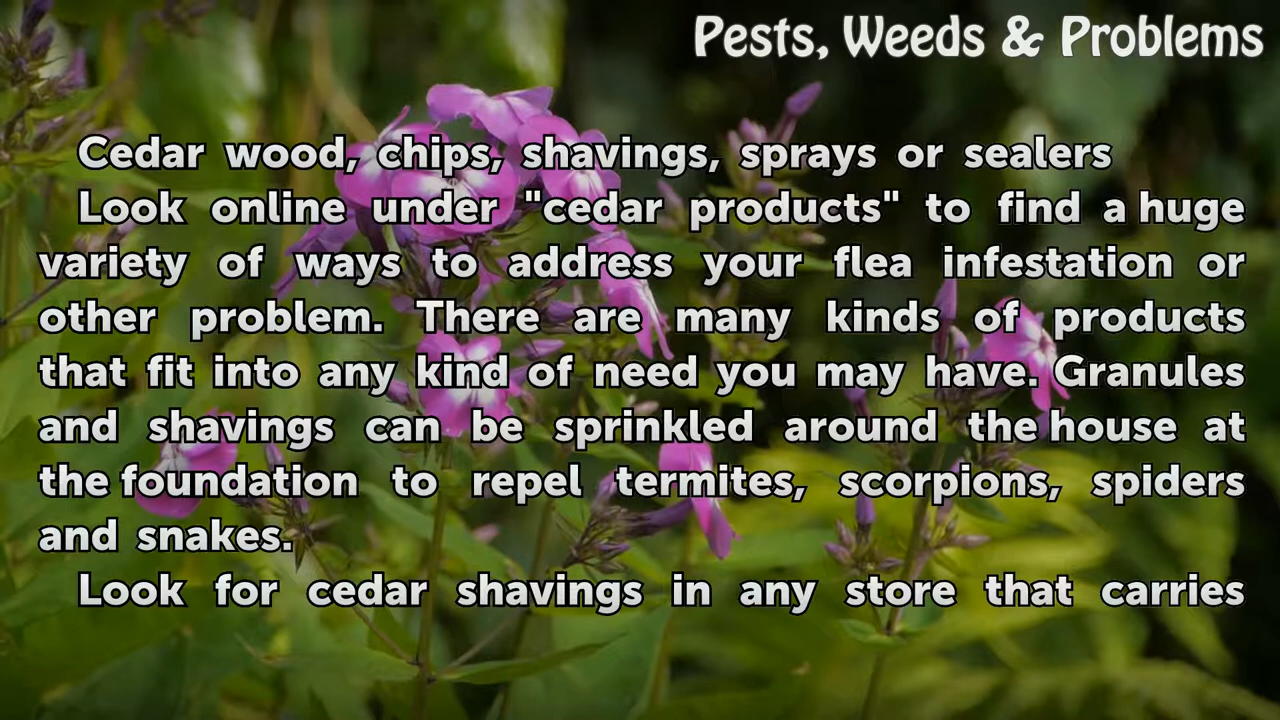 Pests, Weeds & Problems
Cedar wood, chips, shavings, sprays or sealers
Look online under "cedar products" to find a huge
variety of ways to address your flea infestation or
other problem. There are many kinds of products
that fit into any kind of need you may have. Granules
and shavings can be sprinkled around the house at
the foundation to repel termites, scorpions, spiders
and snakes.
Look for cedar shavings in any store that carries